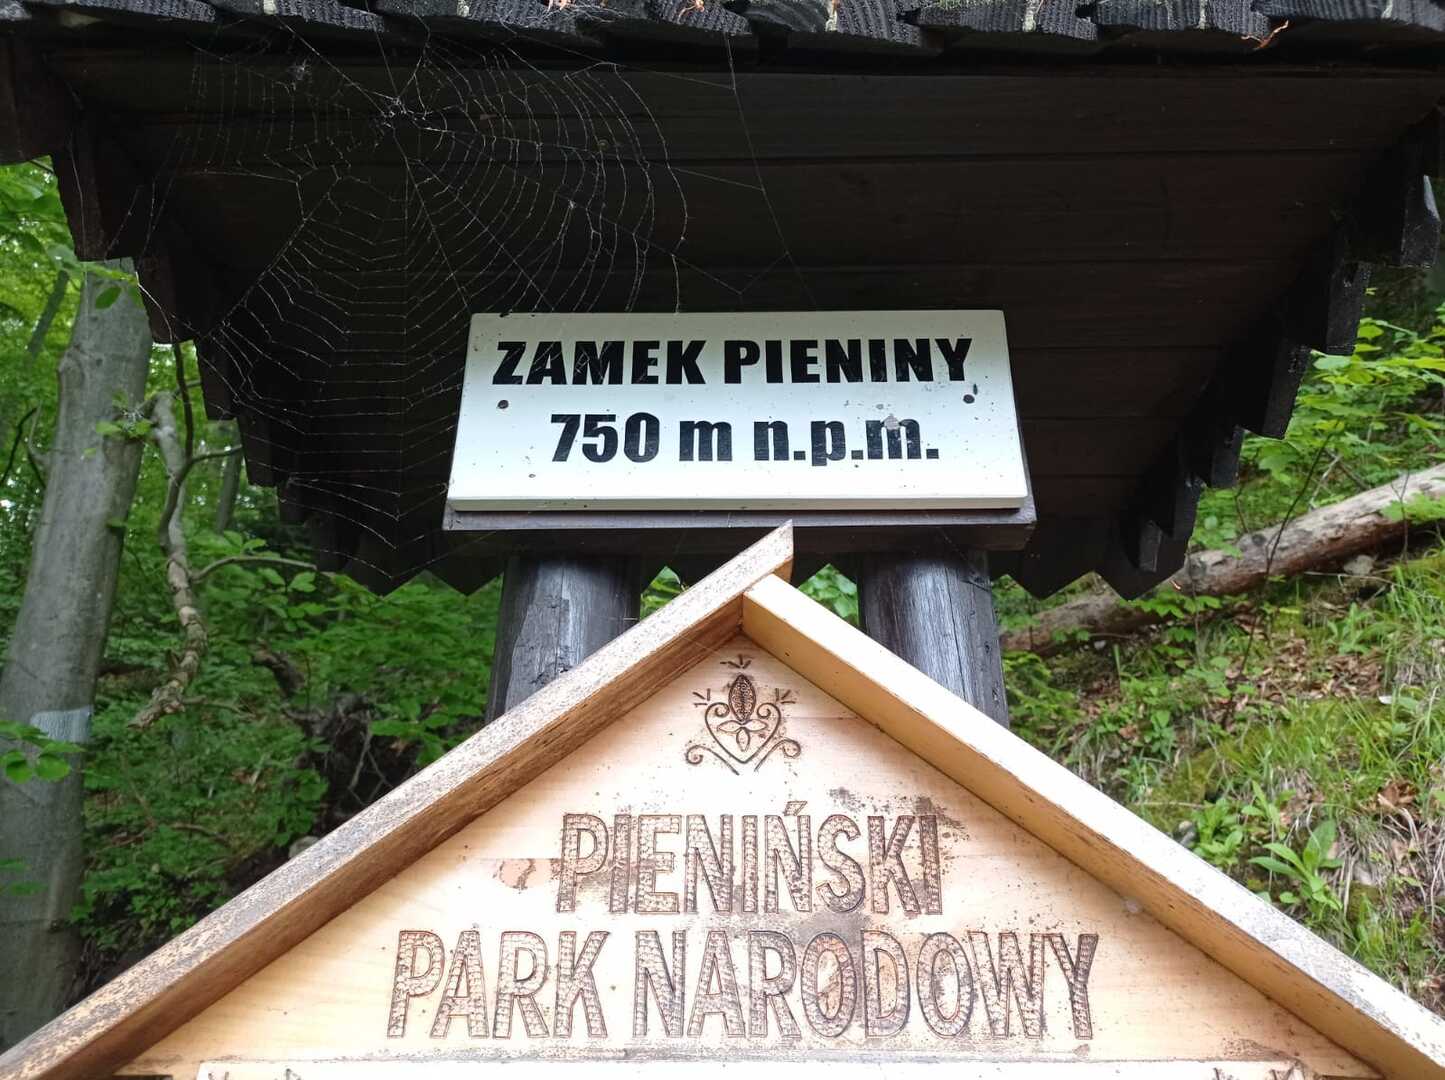 ZAMEK PIENINY
750 m n.p.m.
PIENIŃSKI
PARK NARODOWY